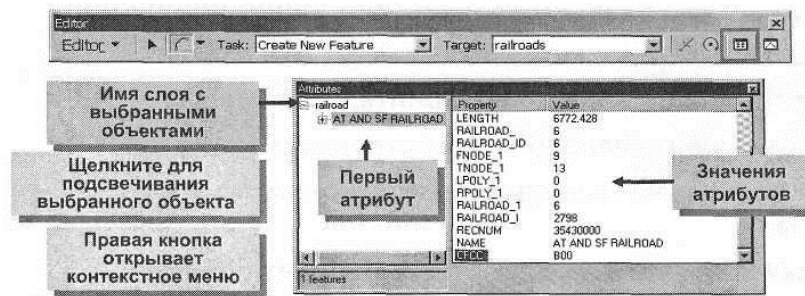 Editor
Editor Task: Create New Feature Target: railroads
Имя слоя с
выбранными
объектами
Щелкните для
подсвечивания
выбранного объекта
Правая кнопка
открывает
контекстное меню
Attributes
railroad
AT AND SF RAILROAD
Первый
атрибут
1 features
Property Value
LENGTH 6772.428
RAILROAD_ 6
RAILROAD_ID 6
FNODE_1 9
TNODE_1 13
LPOLY_1 0
RPOLY_1 0
RAILROAD_1 6
RAILROAD_I 2798
RECNUM 35430000
NAME AT AND SF RAILROAD
CFCC B00
Значения
атрибутов